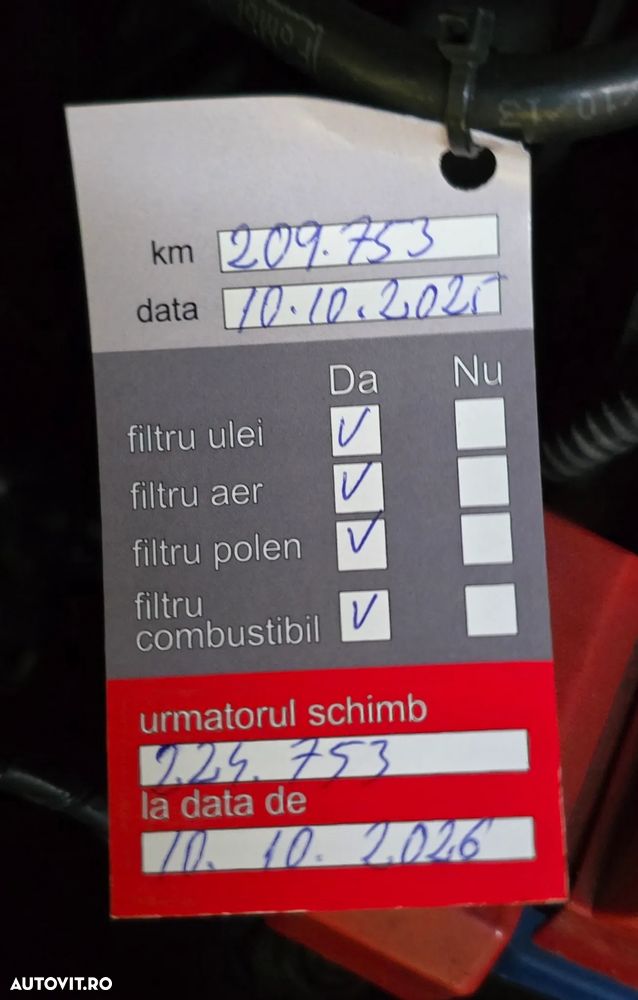 km 209.753
data 10.10.2025
Da Nu
filtru ulei
filtru aer
filtru polen
filtru
combustibil
urmatorul schimb
224.753
la data de
10. 10. 2026
AUTOVIT.RO